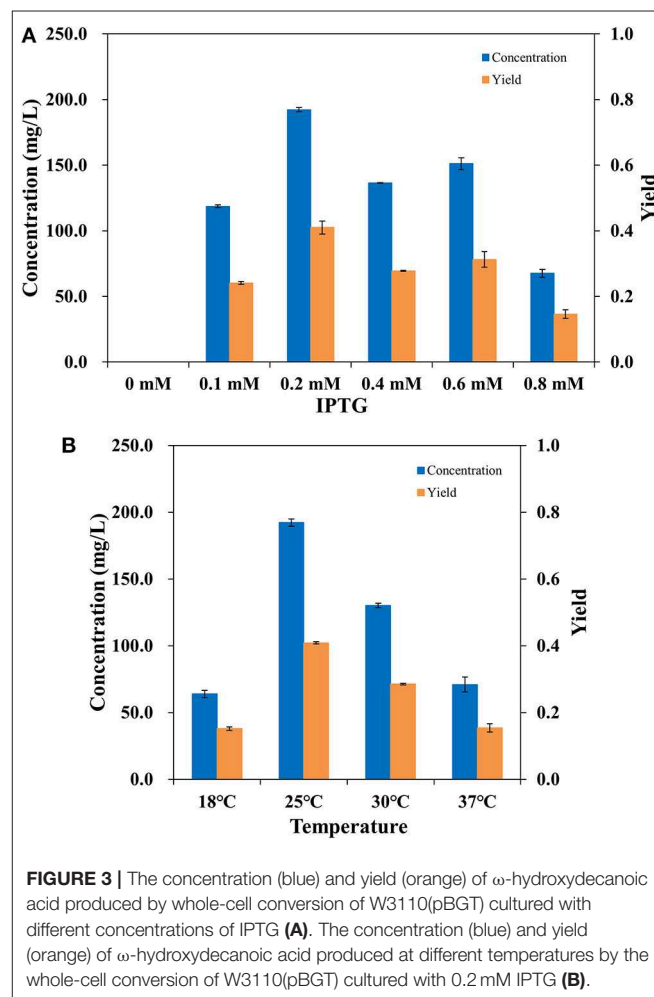 A
250.0
200.0
150.0
100.0
50.0
0.0
Concentration (mg/L)
1.0
0.8
0.6
0.4
0.2
0.0
Yield
Concentration
Yield
0 mM 0.1 mM 0.2 mM 0.4 mM 0.6 mM 0.8 mM
IPTG
B
250.0
200.0
150.0
100.0
50.0
0.0
Concentration (mg/L)
1.0
0.8
0.6
0.4
0.2
0.0
Yield
Concentration
Yield
18°C 25°C 30°C 37°C
Temperature
FIGURE 3 | The concentration (blue) and yield (orange) of ω-hydroxydecanoic
acid produced by whole-cell conversion of W3110(pBGT) cultured with
different concentrations of IPTG (A). The concentration (blue) and yield
(orange) of ω-hydroxydecanoic acid produced at different temperatures by the
whole-cell conversion of W3110(pBGT) cultured with 0.2 mM IPTG (B).